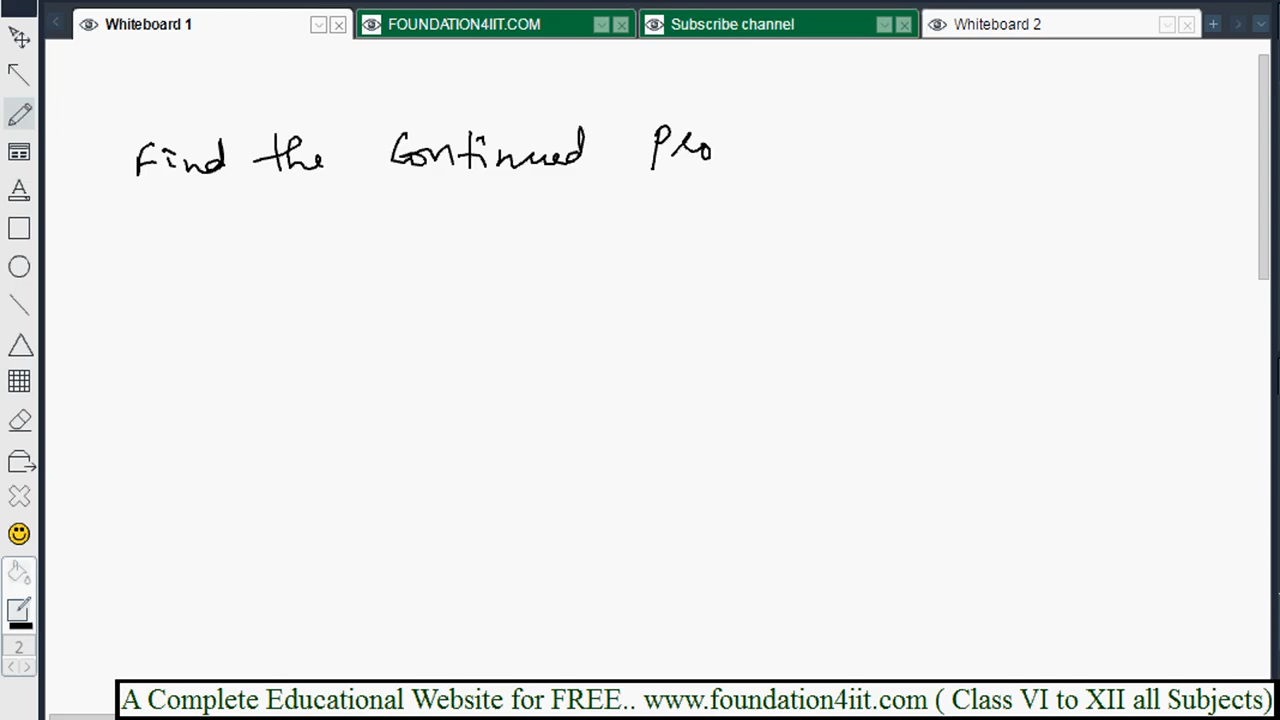 Whiteboard 1 FOUNDATION4IIT.COM Subscribe channel Whiteboard 2
Find the Continued Pro
2
A Complete Educational Website for FREE.. www.foundation4iit.com ( Class VI to XII all Subjects)